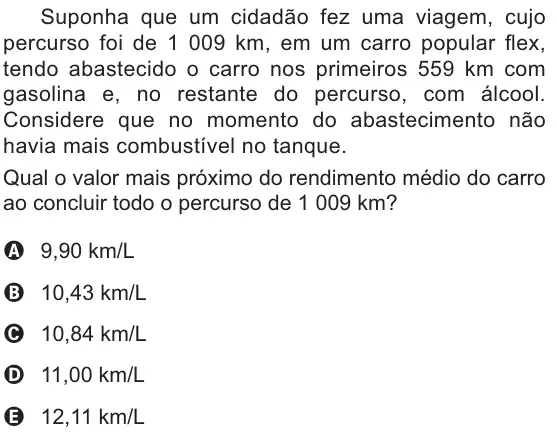 Suponha que um cidadão fez uma viagem, cujo
percurso foi de 1 009 km, em um carro popular flex,
tendo abastecido o carro nos primeiros 559 km com
gasolina e, no restante do percurso, com álcool.
Considere que no momento do abastecimento não
havia mais combustível no tanque.
Qual o valor mais próximo do rendimento médio do carro
ao concluir todo o percurso de 1 009 km?
A 9,90 km/L
B 10,43 km/L
C 10,84 km/L
D 11,00 km/L
E 12,11 km/L